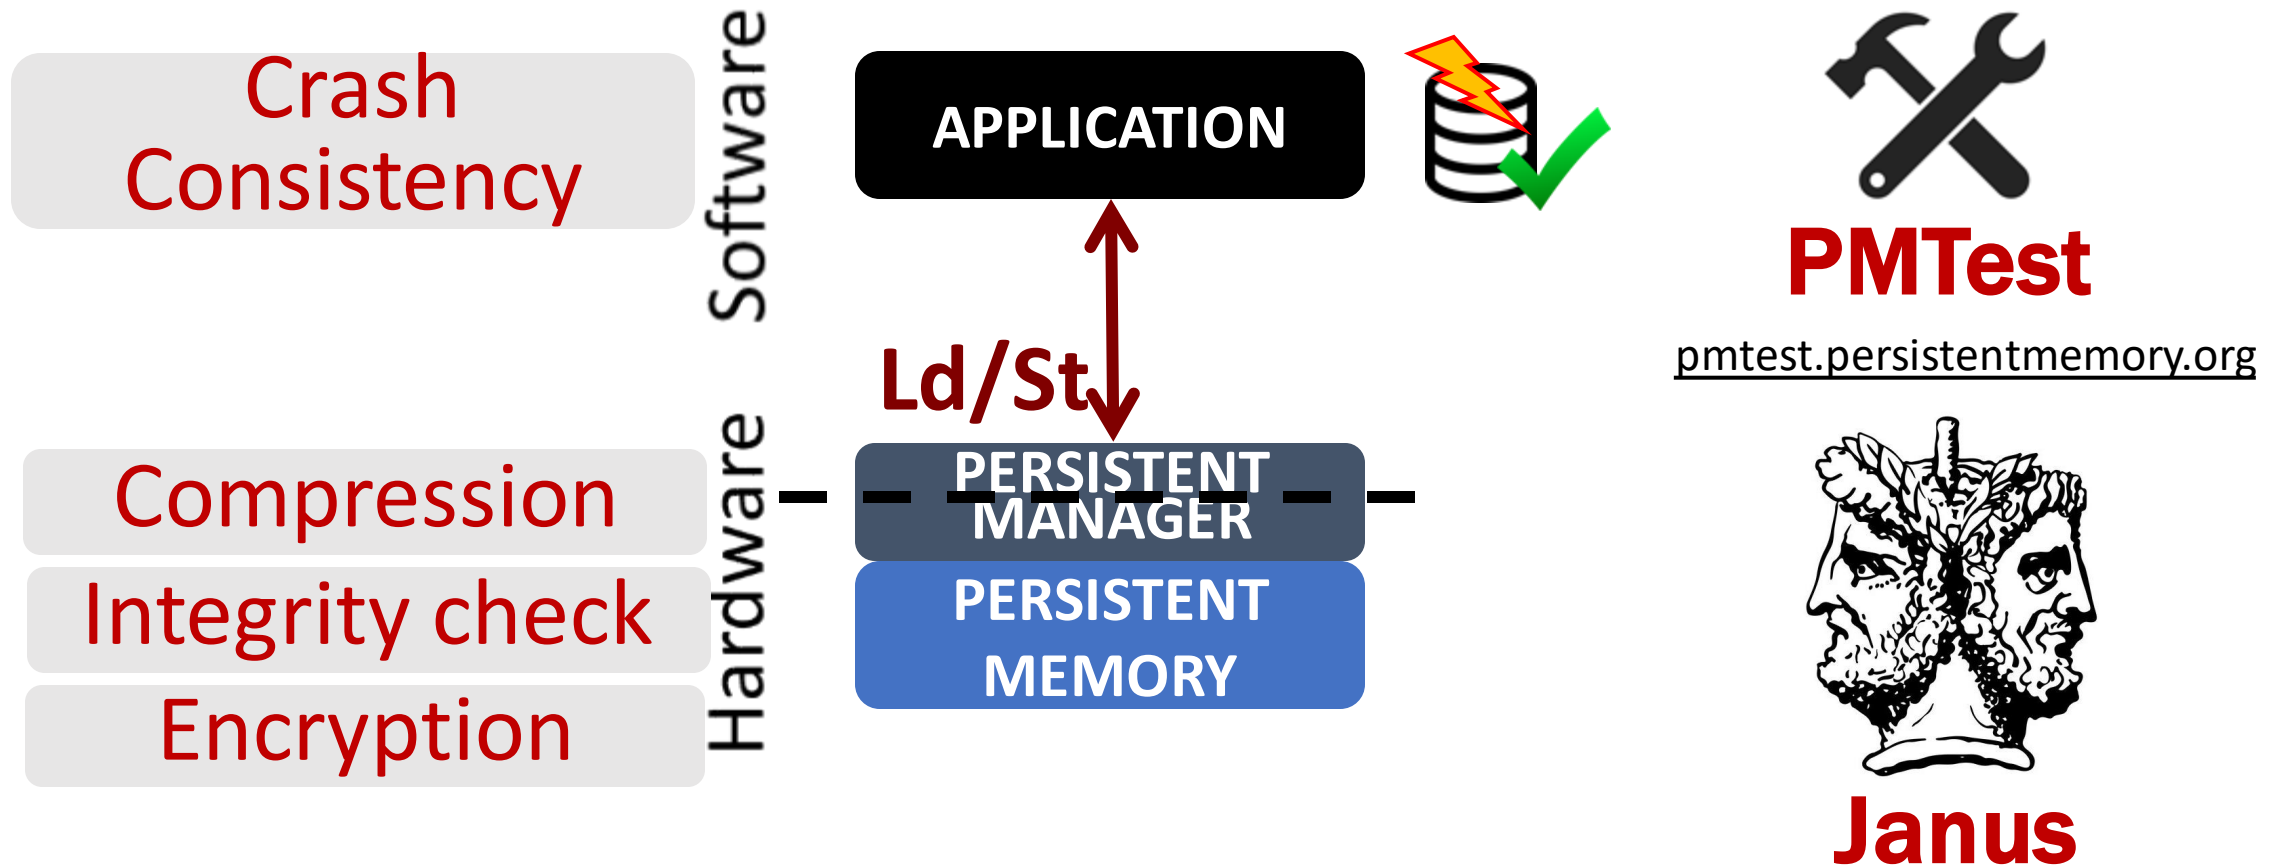 Crash
Consistency
Software
APPLICATION
PMTest
pmtest.persistentmemory.org
Ld/St
Hardware
Compression
Integrity check
Encryption
PERSISTENT
MANAGER
PERSISTENT
MEMORY
Janus